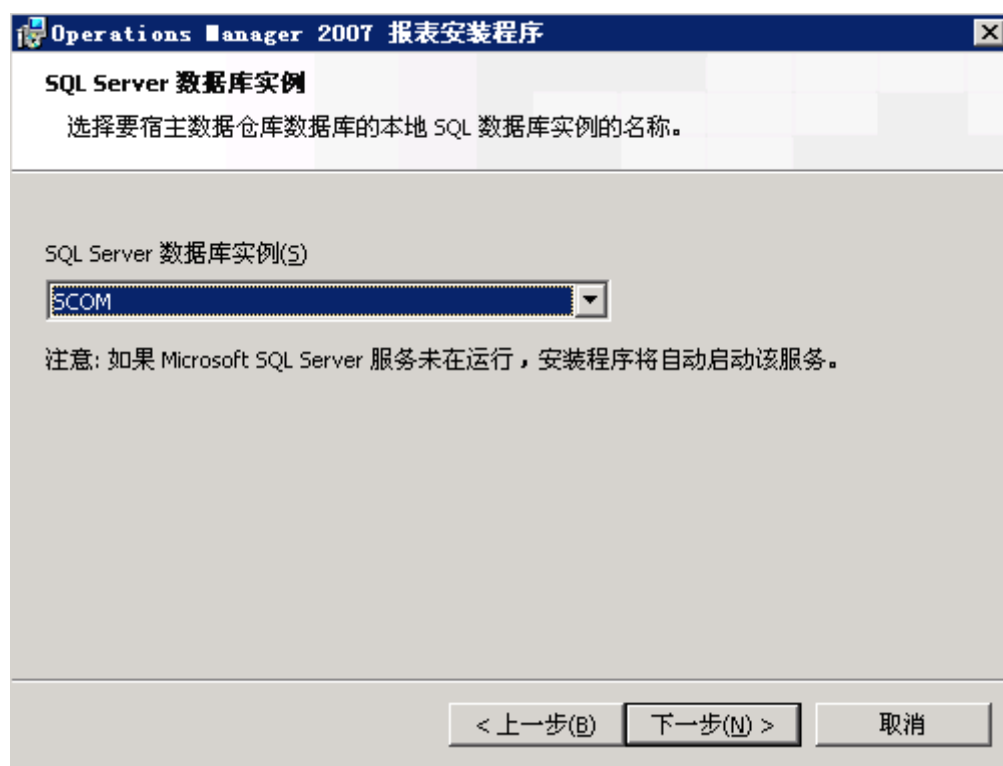 Operations Manager 2007 报表安装程序
SQL Server 数据库实例
选择要宿主数据仓库数据库的本地 SQL 数据库实例的名称。
SQL Server 数据库实例(S)
SCOM
注意: 如果 Microsoft SQL Server 服务未在运行，安装程序将自动启动该服务。
< 上一步(B) 下一步(N) > 取消